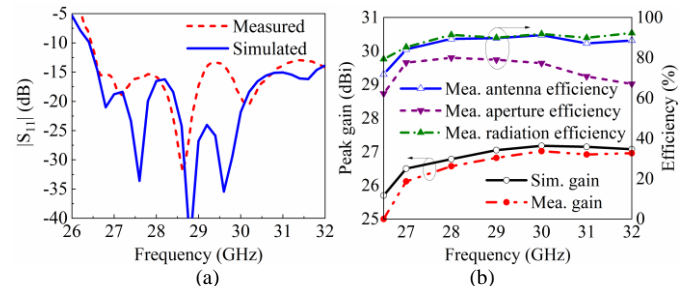 (a)
-5
-10
-15
-20
-25
-30
-35
-40
|S11| (dB)
Measured
Simulated
26 27 28 29 30 31 32
Frequency (GHz)
(b)
31
30
29
28
27
26
25
Peak gain (dBi)
100
80
60
40
20
0
Efficiency (%)
Mea. antenna efficiency
Mea. aperture efficiency
Mea. radiation efficiency
Sim. gain
Mea. gain
27 28 29 30 31 32
Frequency (GHz)
(a)
(b)